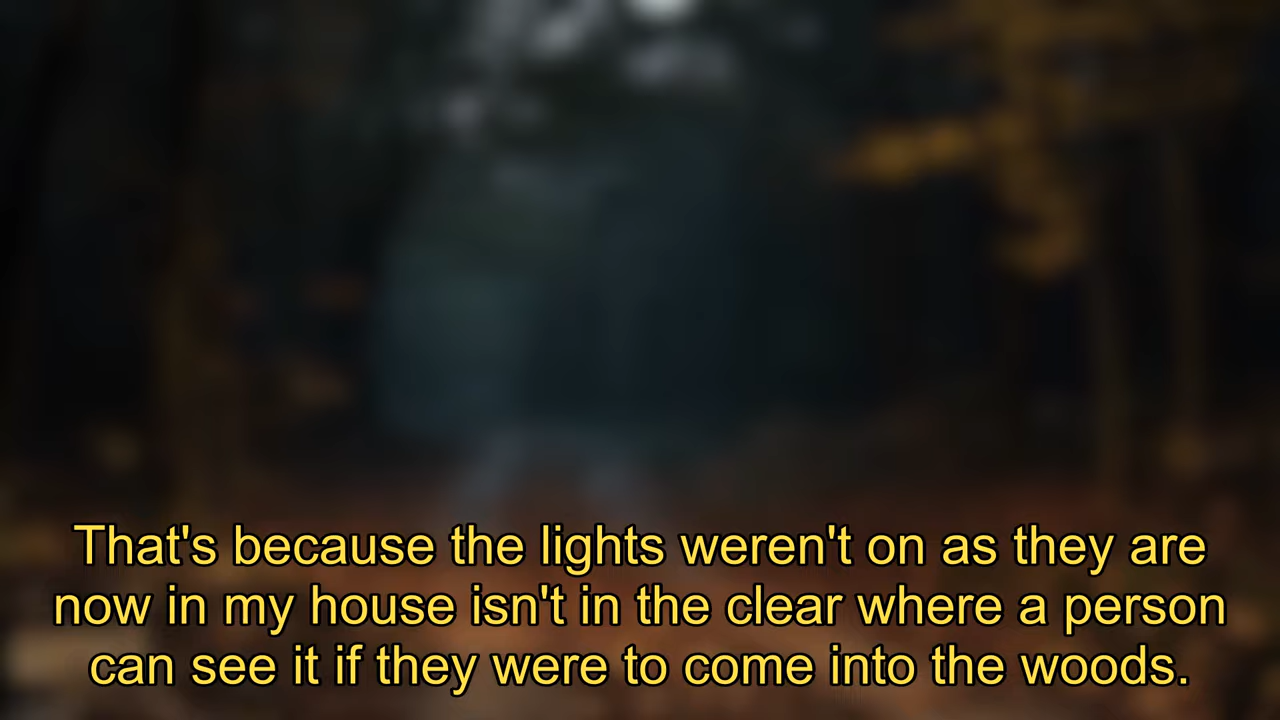 That's because the lights weren't on as they are
now in my house isn't in the clear where a person
can see it if they were to come into the woods.